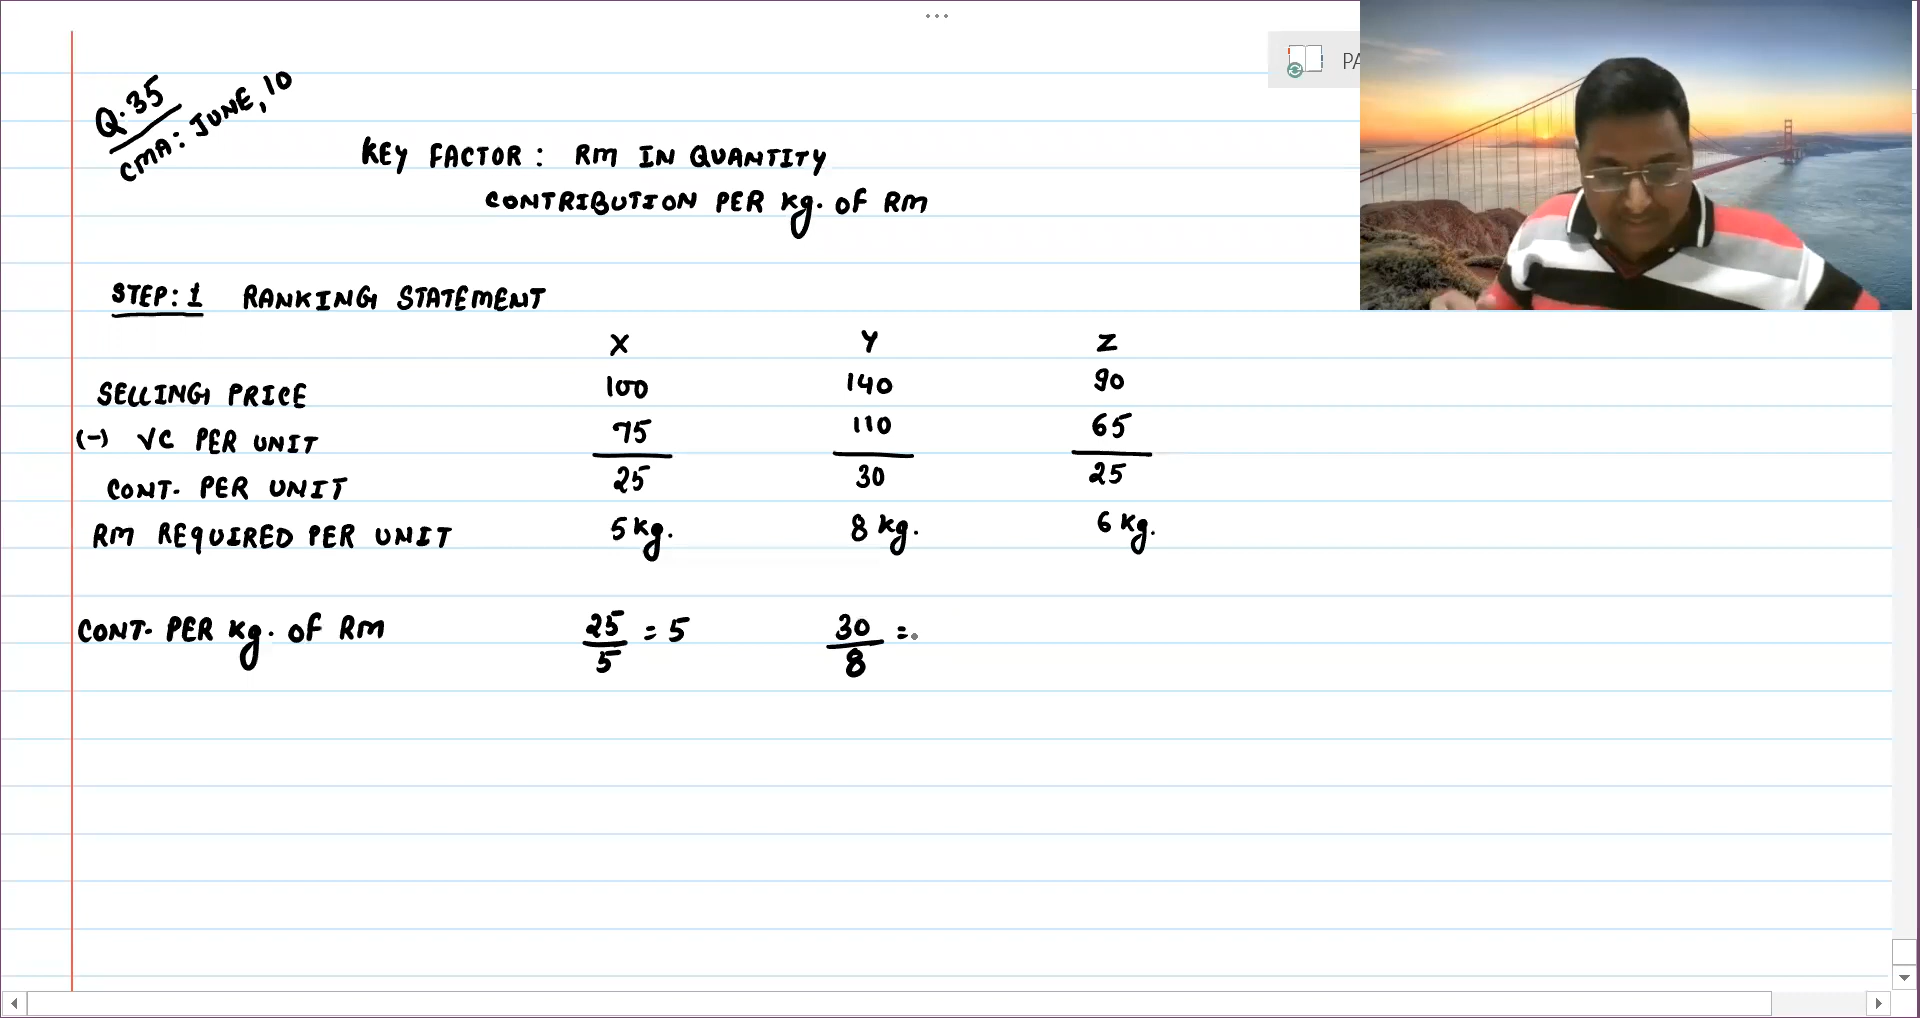 Q.35
CMA: JUNE, 10
PA
KEY FACTOR: RM IN QUANTITY
CONTRIBUTION PER kg. of RM
STEP: 1 RANKING STATEMENT
X Y Z
SELLING PRICE 100 140 90
(-) VC PER UNIT 75 110 65
CONT. PER UNIT 25 30 25
RM REQUIRED PER UNIT 5 kg. 8 kg. 6 kg.
CONT. PER kg. of RM 25/5 = 5 30/8 =